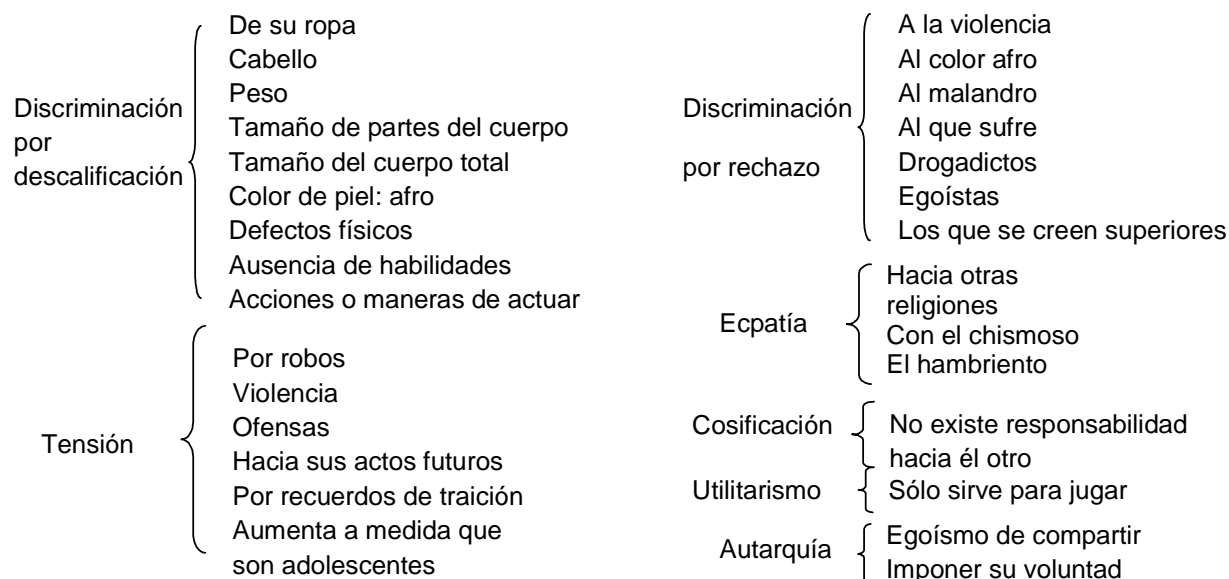 De su ropa
Cabello
Peso
Discriminación
por
descalificación
Tamaño de partes del cuerpo
Tamaño del cuerpo total
Color de piel: afro
Defectos físicos
Ausencia de habilidades
Acciones o maneras de actuar
Tensión
Por robos
Violencia
Ofensas
Hacia sus actos futuros
Por recuerdos de traición
Aumenta a medida que
son adolescentes
Discriminación
por rechazo
A la violencia
Al color afro
Al malandro
Al que sufre
Drogadictos
Egoístas
Los que se creen superiores
Ecpatía
Hacia otras
religiones
Con el chismoso
El hambriento
Cosificación
No existe responsabilidad
hacia él otro
Utilitarismo
Sólo sirve para jugar
Autarquía
Egoísmo de compartir
Imponer su voluntad